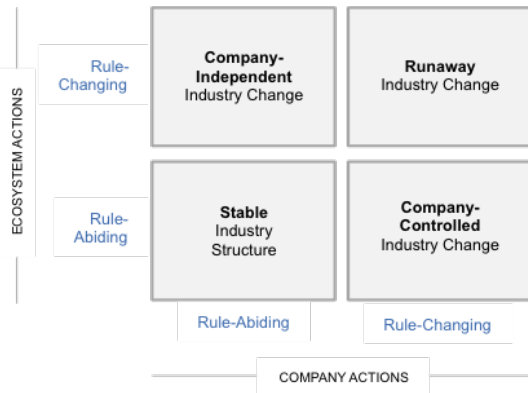 ECOSYSTEM ACTIONS
Rule-
Changing
Company-
Independent
Industry Change
Runaway
Industry Change
Rule-
Abiding
Stable
Industry
Structure
Company-
Controlled
Industry Change
Rule-Abiding
Rule-Changing
COMPANY ACTIONS